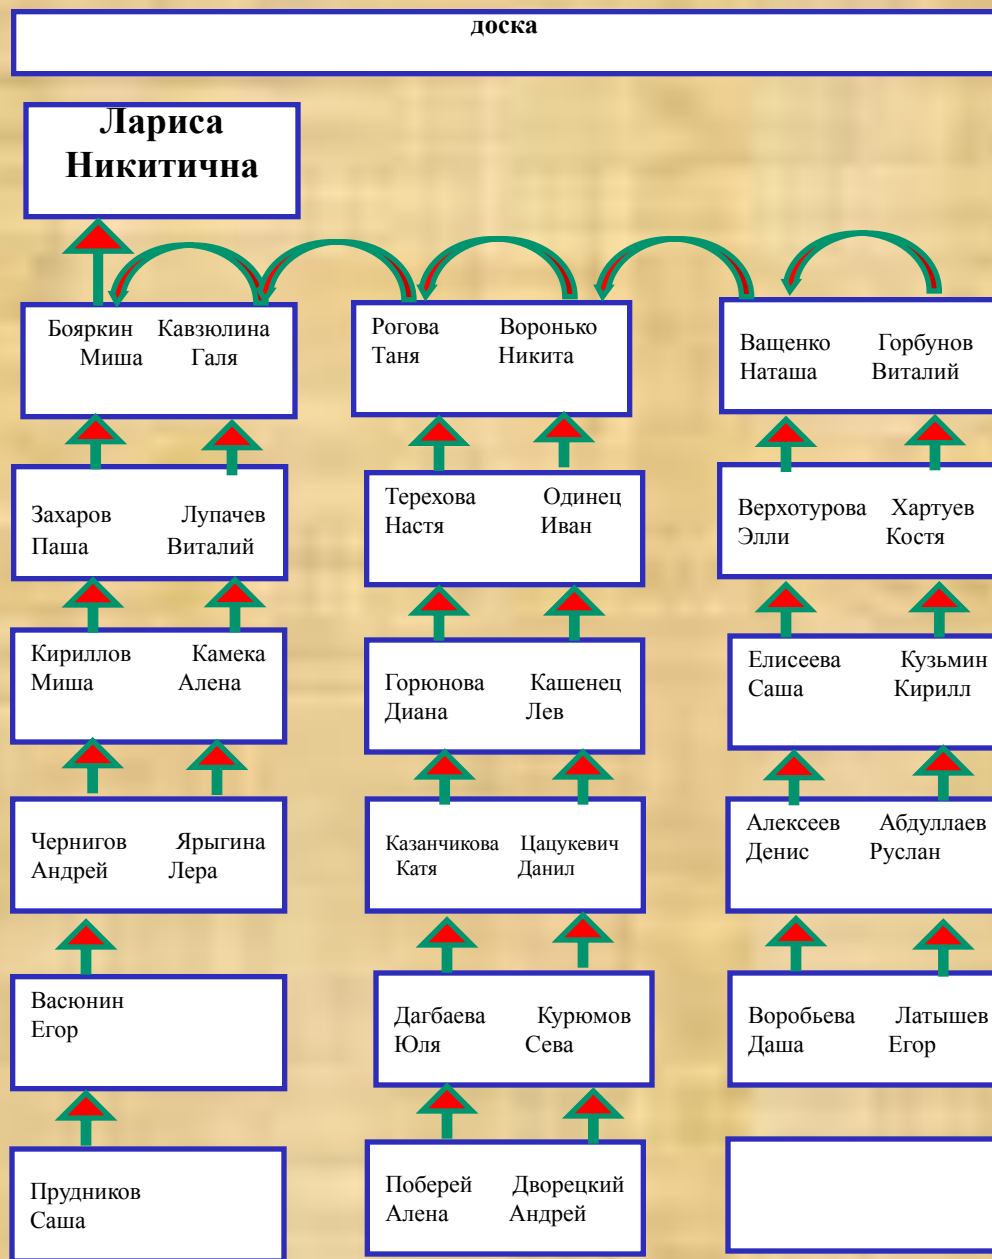 доска
Лариса
Никитична
Бояркин Кавзюлина
Миша Галя
Рогова Воронько
Таня Никита
Ващенко Горбунов
Наташа Виталий
Захаров Лупачев
Паша Виталий
Терехова Одинец
Настя Иван
Верхотурова Хартуев
Элли Костя
Кириллов Камека
Миша Алена
Горюнова Кашенец
Диана Лев
Елисеева Кузьмин
Саша Кирилл
Чернигов Ярыгина
Андрей Лера
Казанчикова Цацукевич
Катя Данил
Алексеев Абдуллаев
Денис Руслан
Васюнин
Егор
Дагбаева Курюмов
Юля Сева
Воробьева Латышев
Даша Егор
Прудников
Саша
Поберей Дворецкий
Алена Андрей